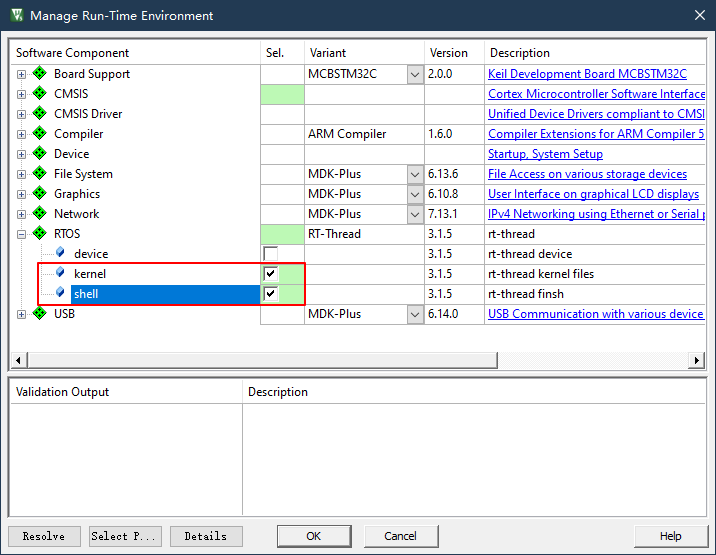 Manage Run-Time Environment
Software Component Sel. Variant Version Description
Board Support MCBSTM32C 2.0.0 Keil Development Board MCBSTM32C
CMSIS Cortex Microcontroller Software Interface
CMSIS Driver Unified Device Drivers compliant to CMSI
Compiler ARM Compiler 1.6.0 Compiler Extensions for ARM Compiler 5
Device Startup, System Setup
File System MDK-Plus 6.13.6 File Access on various storage devices
Graphics MDK-Plus 6.10.8 User Interface on graphical LCD displays
Network MDK-Plus 7.13.1 IPv4 Networking using Ethernet or Serial p
RTOS RT-Thread 3.1.5 rt-thread
device 3.1.5 rt-thread device
kernel 3.1.5 rt-thread kernel files
shell 3.1.5 rt-thread finsh
USB MDK-Plus 6.14.0 USB Communication with various device
Validation Output Description
Resolve Select P... Details OK Cancel Help